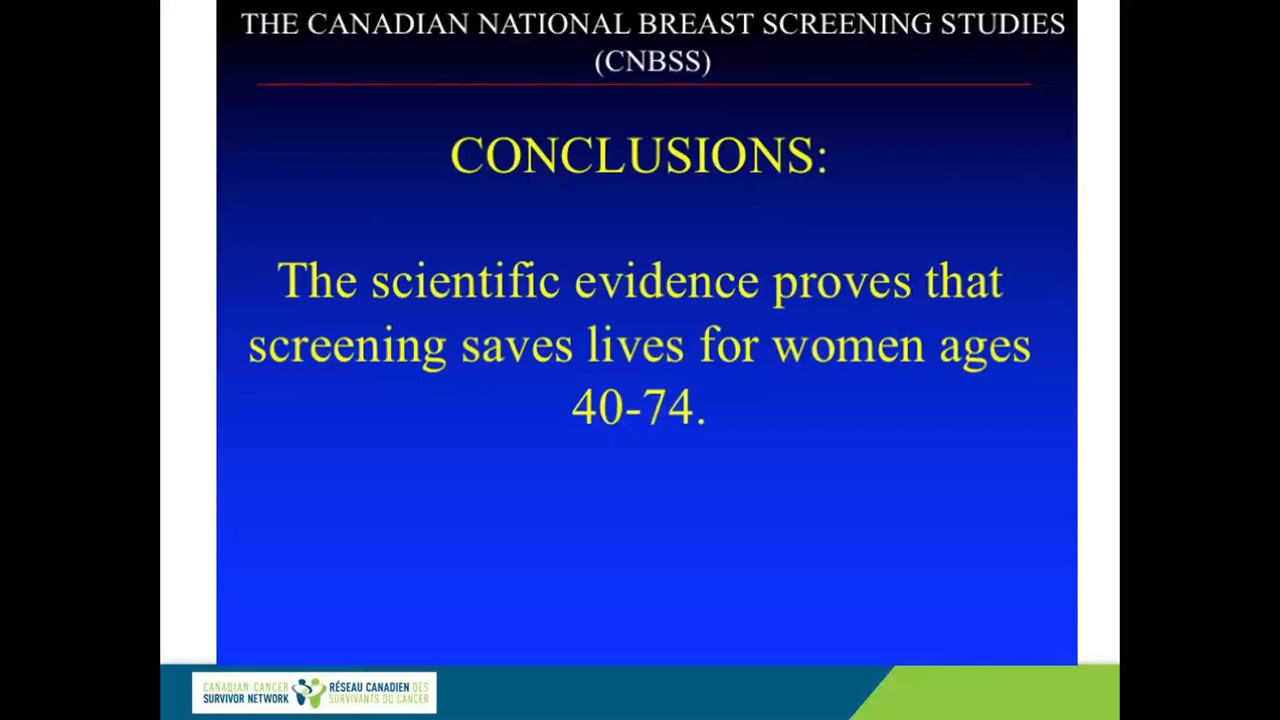 THE CANADIAN NATIONAL BREAST SCREENING STUDIES
(CNBSS)
CONCLUSIONS:
The scientific evidence proves that
screening saves lives for women ages
40-74.
CANADIAN CANCER
SURVIVOR NETWORK
RÉSEAU CANADIEN DES
SURVIVANTS DU CANCER